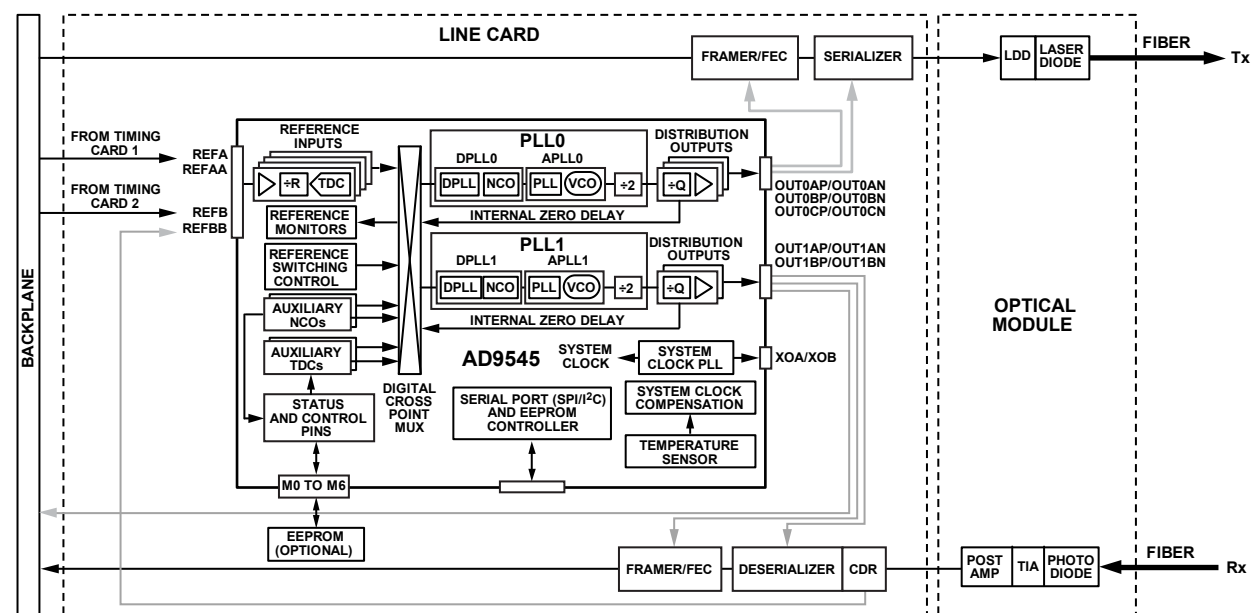 LINE CARD
FRAMER/FEC
SERIALIZER
LDD
LASER
DIODE
FIBER
Tx
BACKPLANE
FROM TIMING
CARD 1
FROM TIMING
CARD 2
REFA
REFAA
REFB
REFBB
REFERENCE
INPUTS
÷R
TDC
REFERENCE
MONITORS
REFERENCE
SWITCHING
CONTROL
AUXILIARY
NCOs
AUXILIARY
TDCs
STATUS
AND CONTROL
PINS
M0 TO M6
EEPROM
(OPTIONAL)
DIGITAL
CROSS
POINT
MUX
PLL0
DPLL0
APLL0
DPLL
NCO
PLL
VCO
÷2
INTERNAL ZERO DELAY
DISTRIBUTION
OUTPUTS
÷Q
OUT0AP/OUT0AN
OUT0BP/OUT0BN
OUT0CP/OUT0CN
PLL1
DPLL1
APLL1
DPLL
NCO
PLL
VCO
÷2
INTERNAL ZERO DELAY
DISTRIBUTION
OUTPUTS
÷Q
OUT1AP/OUT1AN
OUT1BP/OUT1BN
AD9545
SYSTEM
CLOCK
SYSTEM
CLOCK PLL
XOA/XOB
SERIAL PORT (SPI/I²C)
AND EEPROM
CONTROLLER
SYSTEM CLOCK
COMPENSATION
TEMPERATURE
SENSOR
OPTICAL
MODULE
FRAMER/FEC
DESERIALIZER
CDR
POST
AMP
TIA
PHOTO
DIODE
FIBER
Rx